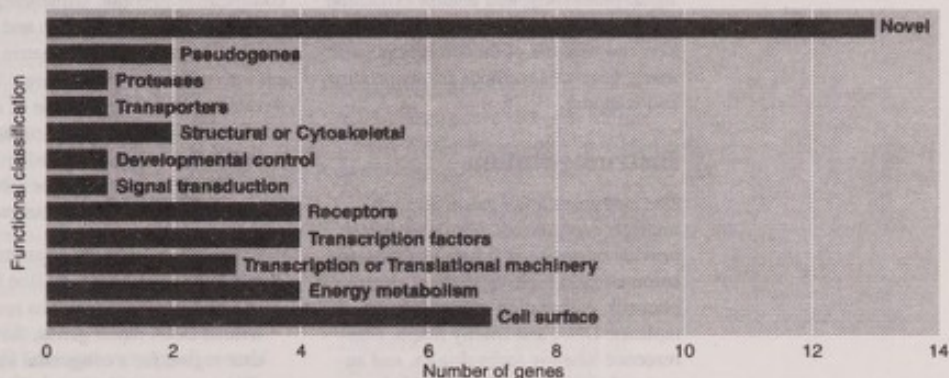 Functional classification
Novel
Pseudogenes
Proteases
Transporters
Structural or Cytoskeletal
Developmental control
Signal transduction
Receptors
Transcription factors
Transcription or Translational machinery
Energy metabolism
Cell surface
0 2 4 6 8 10 12 14
Number of genes